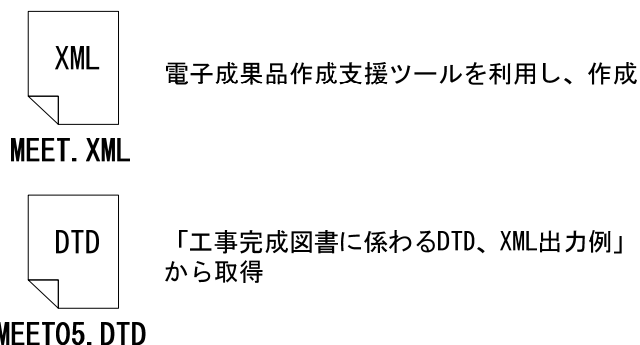 XML
電子成果品作成支援ツールを利用し、作成
MEET.XML
DTD
「工事完成図書に係わるDTD、XML出力例」
から取得
MEET05.DTD